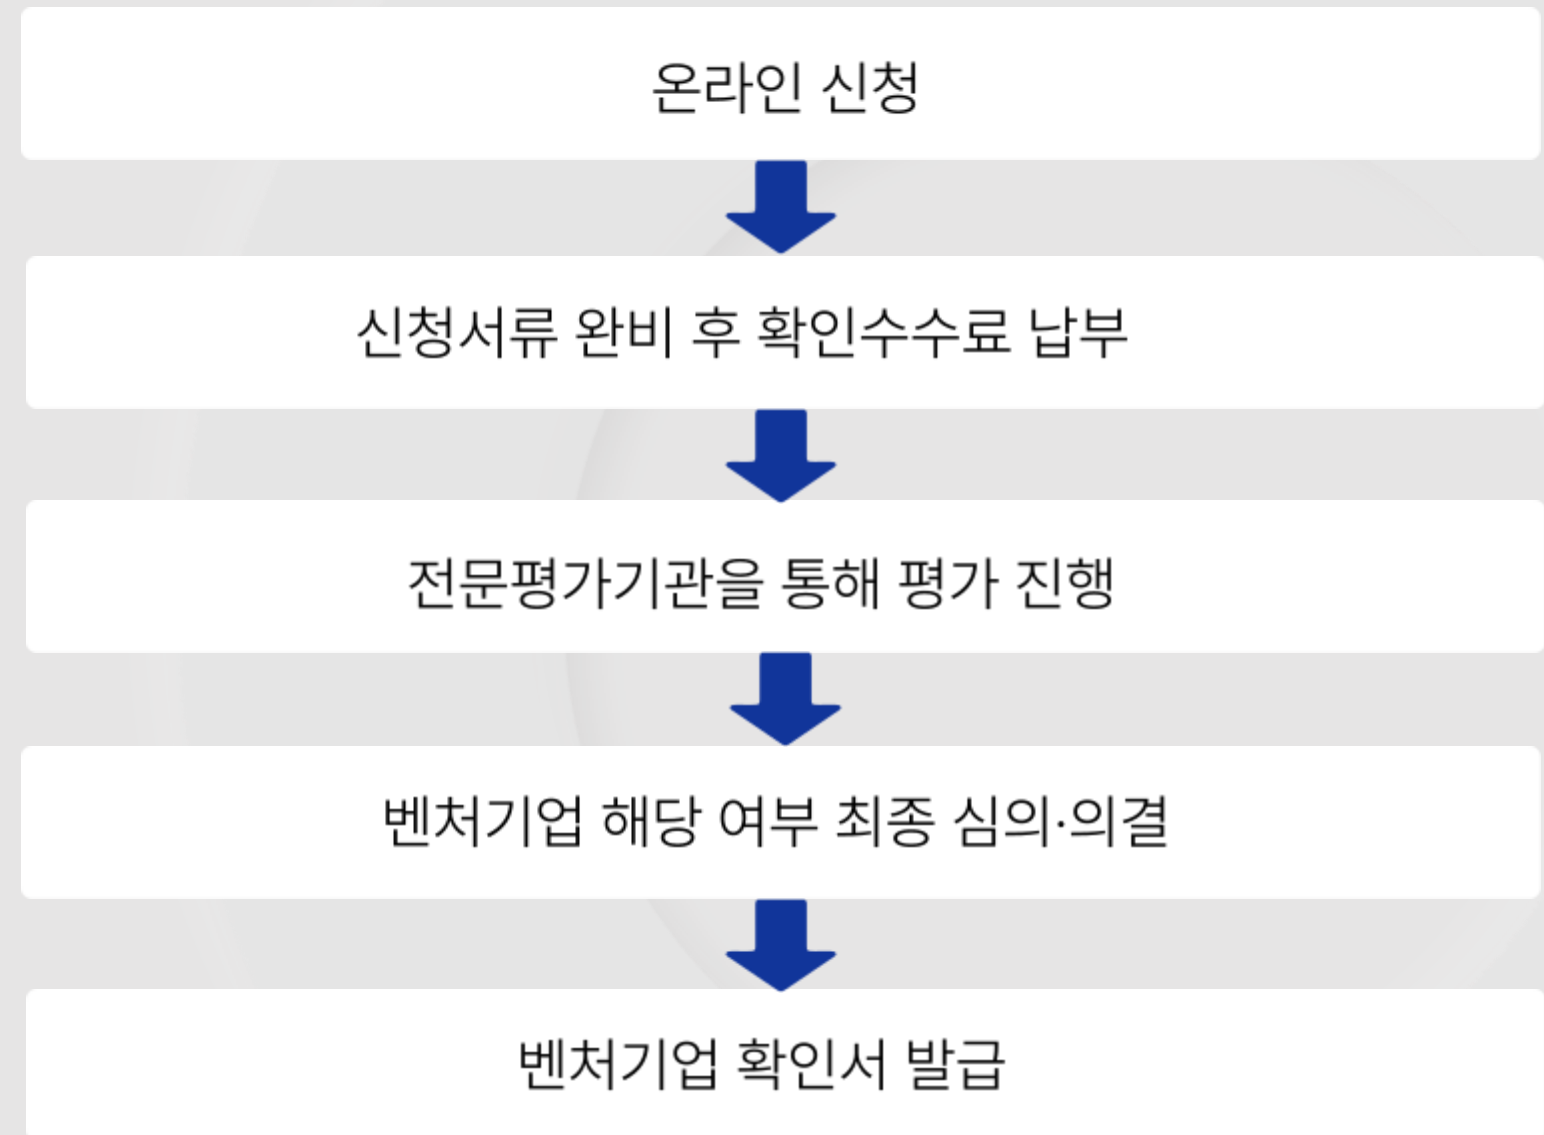 온라인 신청
신청서류 완비 후 확인수수료 납부
전문평가기관을 통해 평가 진행
벤처기업 해당 여부 최종 심의·의결
벤처기업 확인서 발급